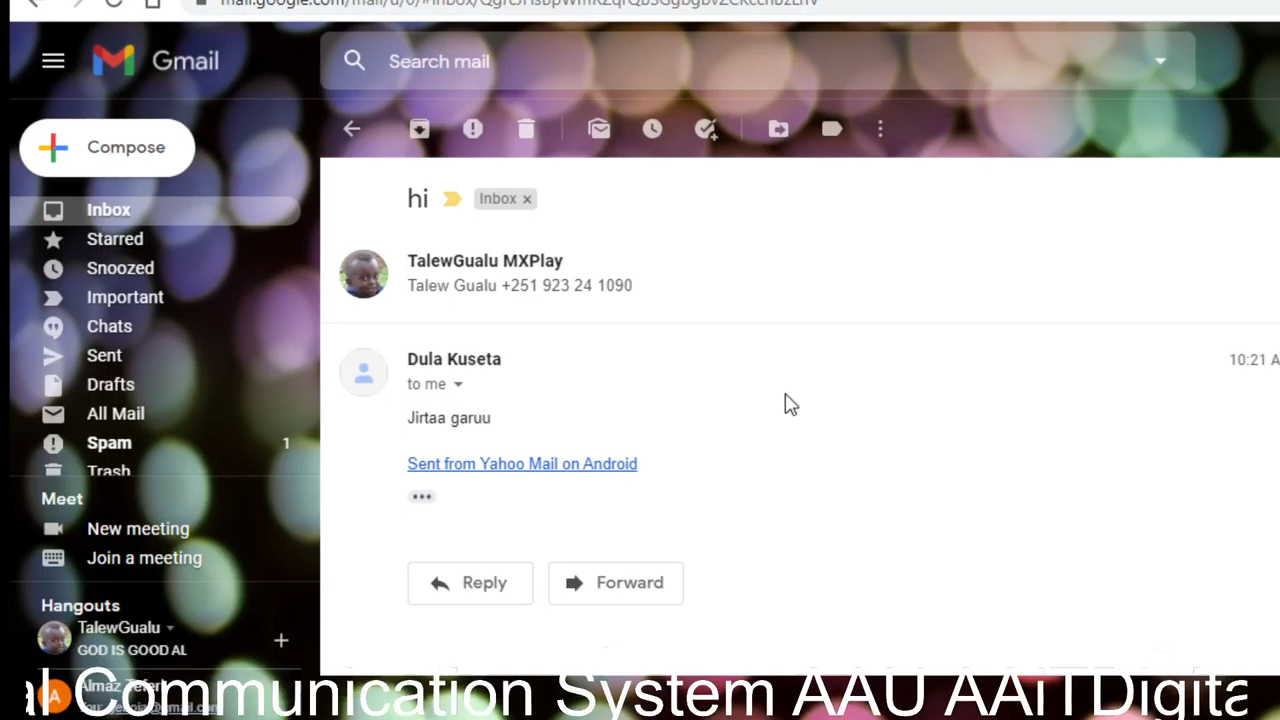 Gmail
Search mail
Compose
Inbox
Starred
Snoozed
Important
Chats
Sent
Drafts
All Mail
Spam 1
Trash
Meet
New meeting
Join a meeting
Hangouts
TalewGualu
GOD IS GOOD AL
hi Inbox ×
TalewGualu MXPlay
Talew Gualu +251 923 24 1090
Dula Kuseta 10:21 A
to me
Jirtaa garuu
Sent from Yahoo Mail on Android
Reply Forward
A Almaz Tefer
al Communication System AAU AAiTDigita